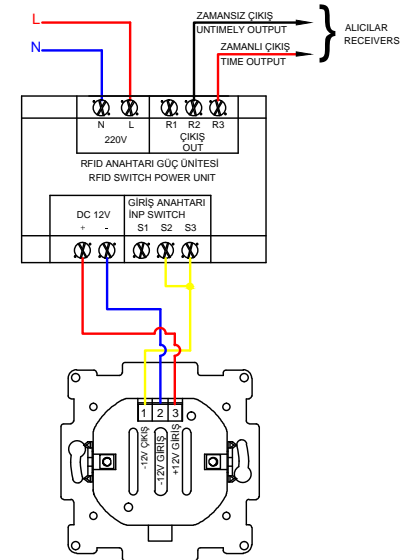 L
N
ZAMANSIZ ÇIKIŞ
UNTIMELY OUTPUT
ZAMANLI ÇIKIŞ
TIME OUTPUT
ALICILAR
RECEIVERS
N L R1 R2 R3
220V
ÇIKIŞ
OUT
RFID ANAHTARI GÜÇ ÜNİTESİ
RFID SWITCH POWER UNIT
DC 12V
+ -
GİRİŞ ANAHTARI
İNP SWITCH
S1 S2 S3
1 2 3
-12V ÇIKIŞ
-12V GİRİŞ
+12V GİRİŞ